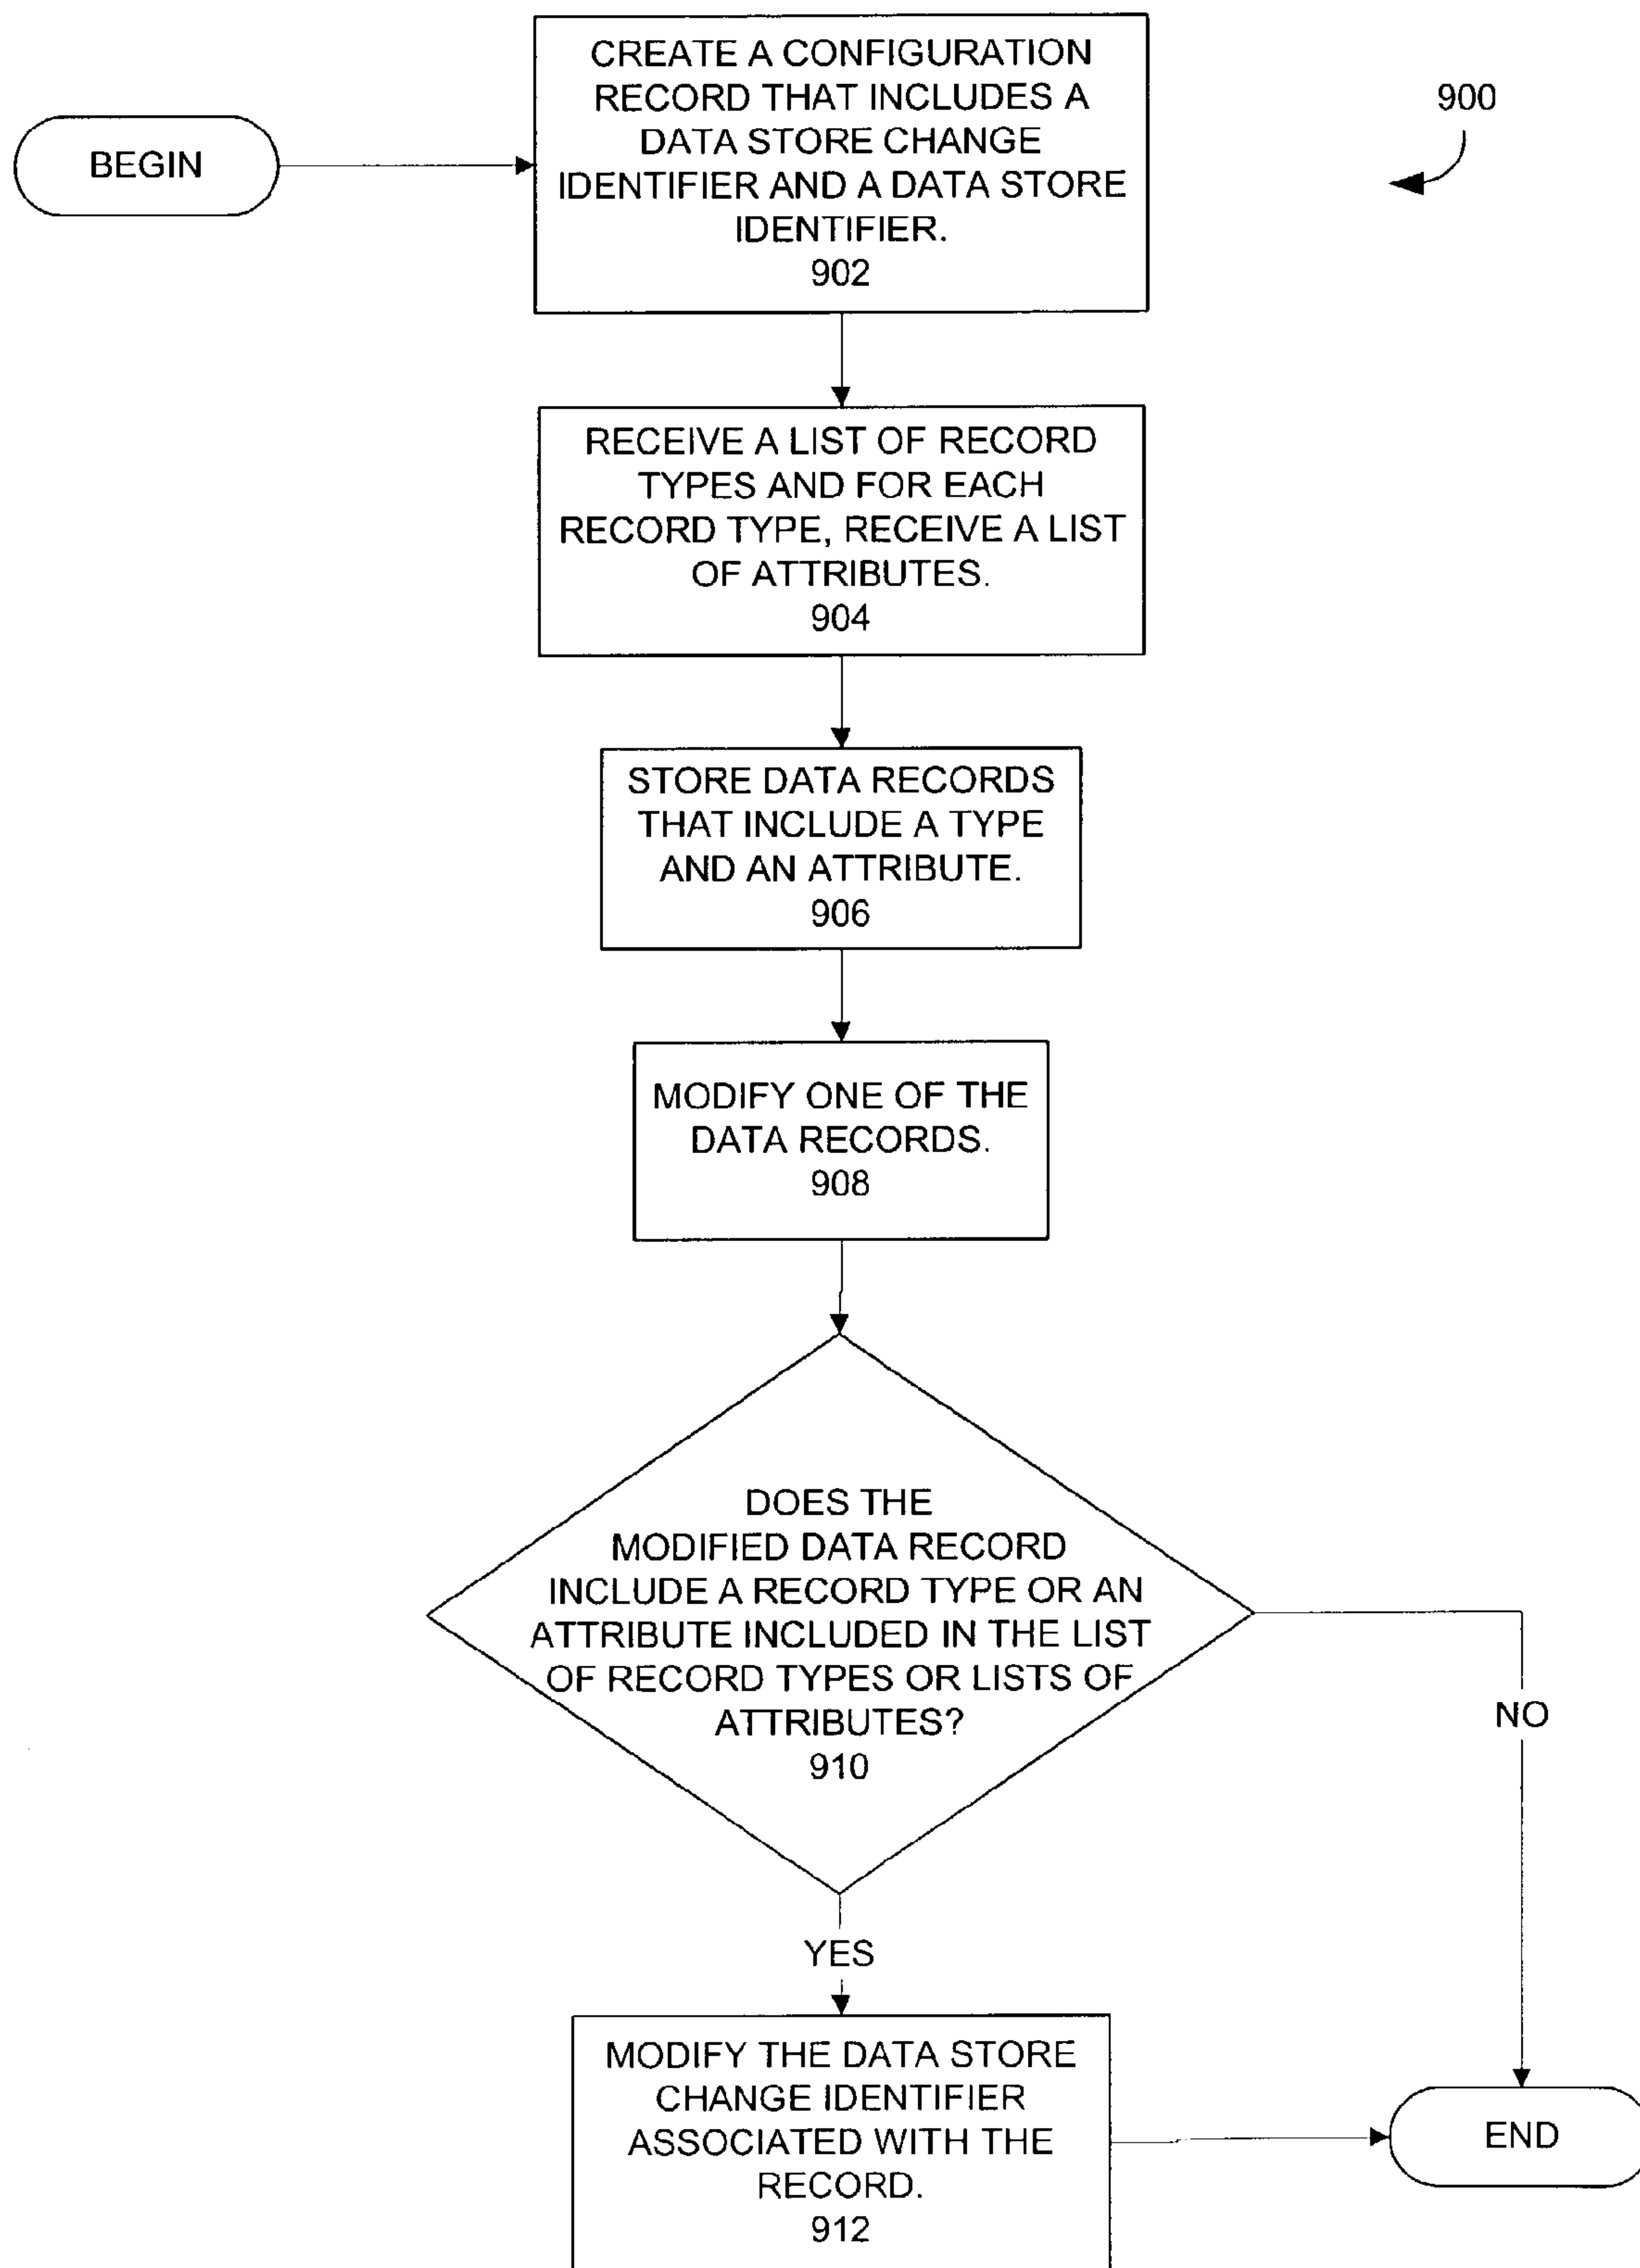 BEGIN
CREATE A CONFIGURATION
RECORD THAT INCLUDES A
DATA STORE CHANGE
IDENTIFIER AND A DATA STORE
IDENTIFIER.
902
900
RECEIVE A LIST OF RECORD
TYPES AND FOR EACH
RECORD TYPE, RECEIVE A LIST
OF ATTRIBUTES.
904
STORE DATA RECORDS
THAT INCLUDE A TYPE
AND AN ATTRIBUTE.
906
MODIFY ONE OF THE
DATA RECORDS.
908
DOES THE
MODIFIED DATA RECORD
INCLUDE A RECORD TYPE OR AN
ATTRIBUTE INCLUDED IN THE LIST
OF RECORD TYPES OR LISTS OF
ATTRIBUTES?
910
NO
YES
MODIFY THE DATA STORE
CHANGE IDENTIFIER
ASSOCIATED WITH THE
RECORD.
912
END